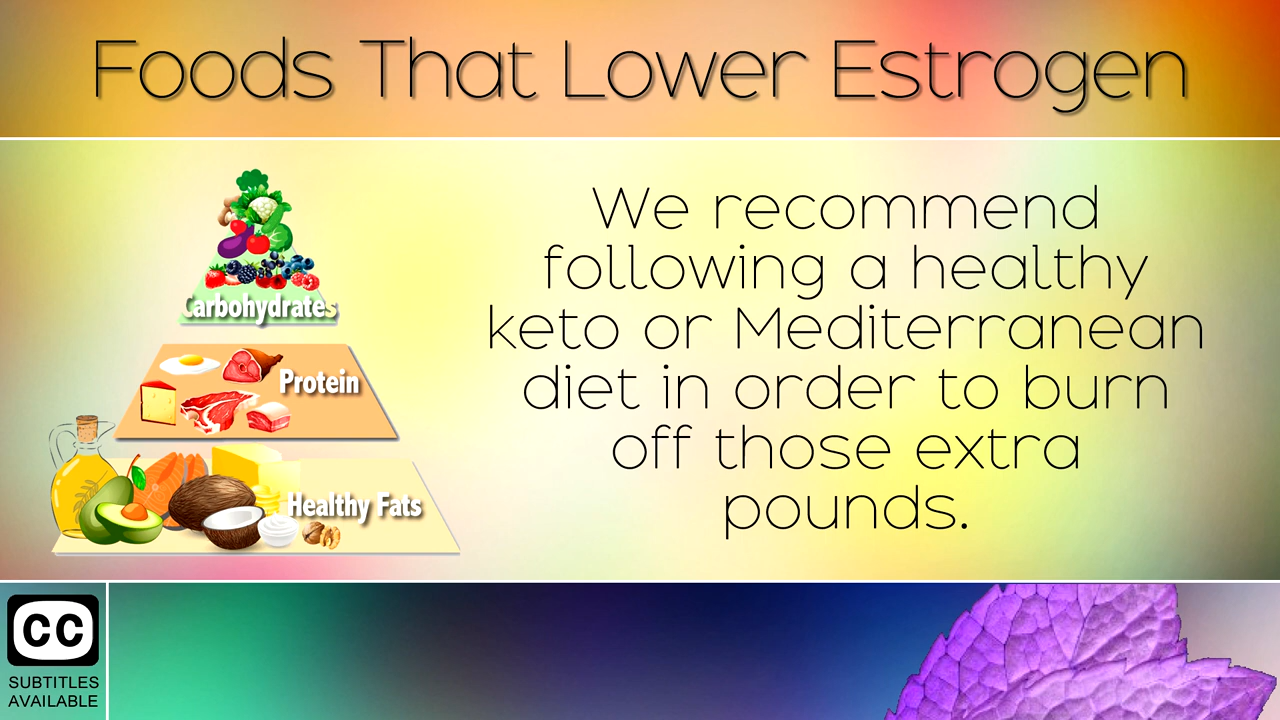 Foods That Lower Estrogen
Carbohydrates
Protein
Healthy Fats
We recommend
following a healthy
keto or Mediterranean
diet in order to burn
off those extra
pounds.
CC
SUBTITLES
AVAILABLE